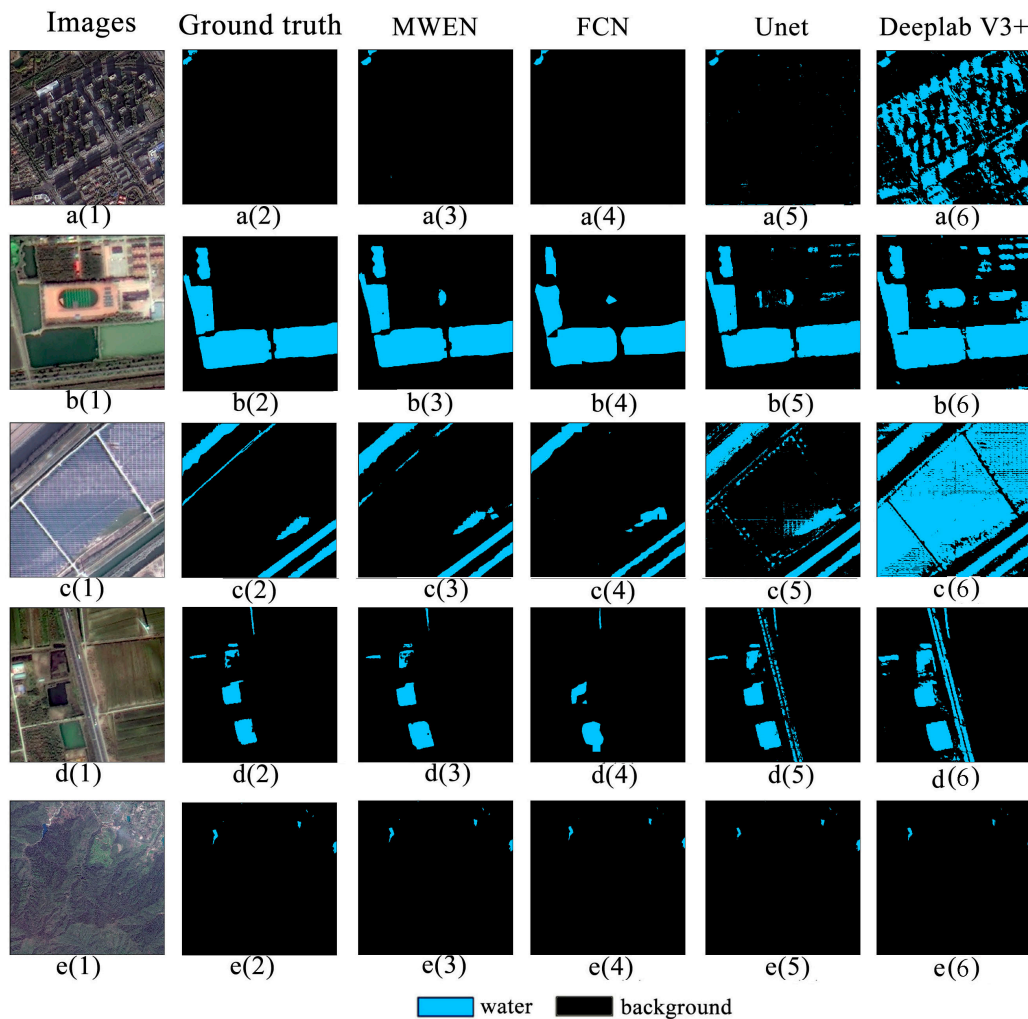 Images Ground truth MWEN FCN Unet Deeplab V3+
a(1) a(2) a(3) a(4) a(5) a(6)
b(1) b(2) b(3) b(4) b(5) b(6)
c(1) c(2) c(3) c(4) c(5) c(6)
d(1) d(2) d(3) d(4) d(5) d(6)
e(1) e(2) e(3) e(4) e(5) e(6)
water background